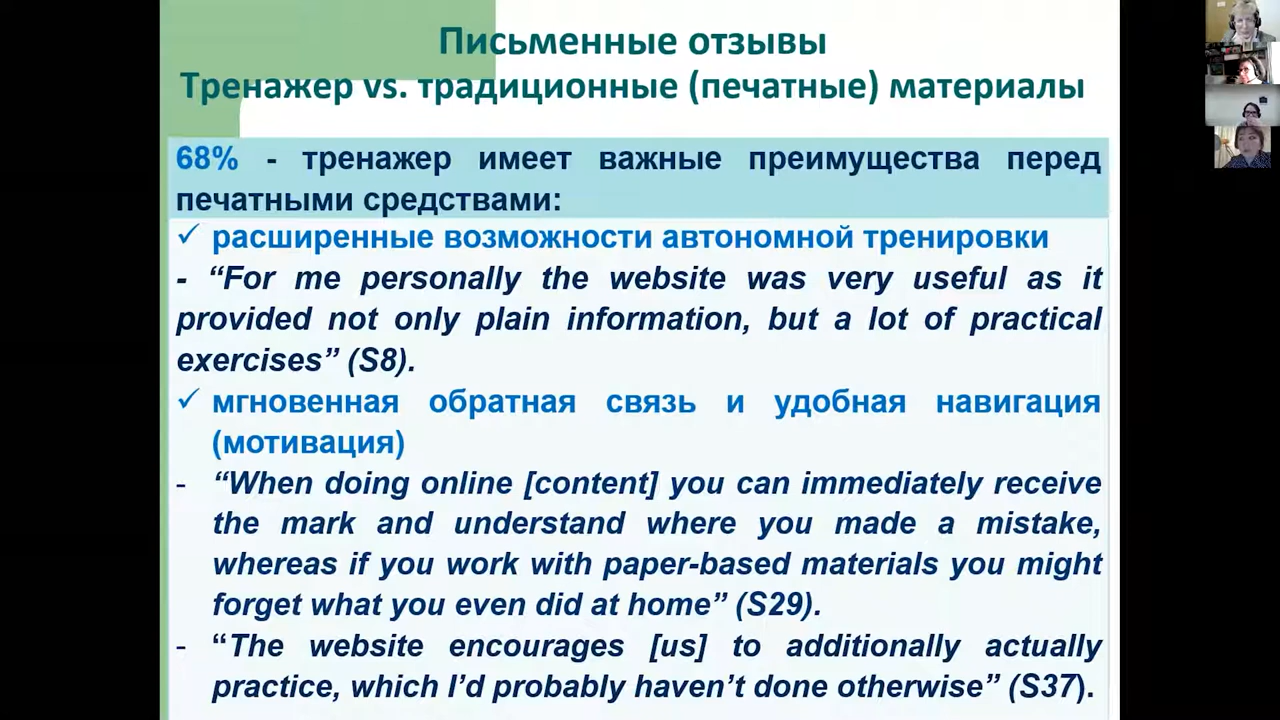 Письменные отзывы
Тренажер vs. традиционные (печатные) материалы
68% - тренажер имеет важные преимущества перед
печатными средствами:
✓ расширенные возможности автономной тренировки
- “For me personally the website was very useful as it
provided not only plain information, but a lot of practical
exercises” (S8).
✓ мгновенная обратная связь и удобная навигация
(мотивация)
- “When doing online [content] you can immediately receive
the mark and understand where you made a mistake,
whereas if you work with paper-based materials you might
forget what you even did at home” (S29).
- “The website encourages [us] to additionally actually
practice, which I’d probably haven’t done otherwise” (S37).